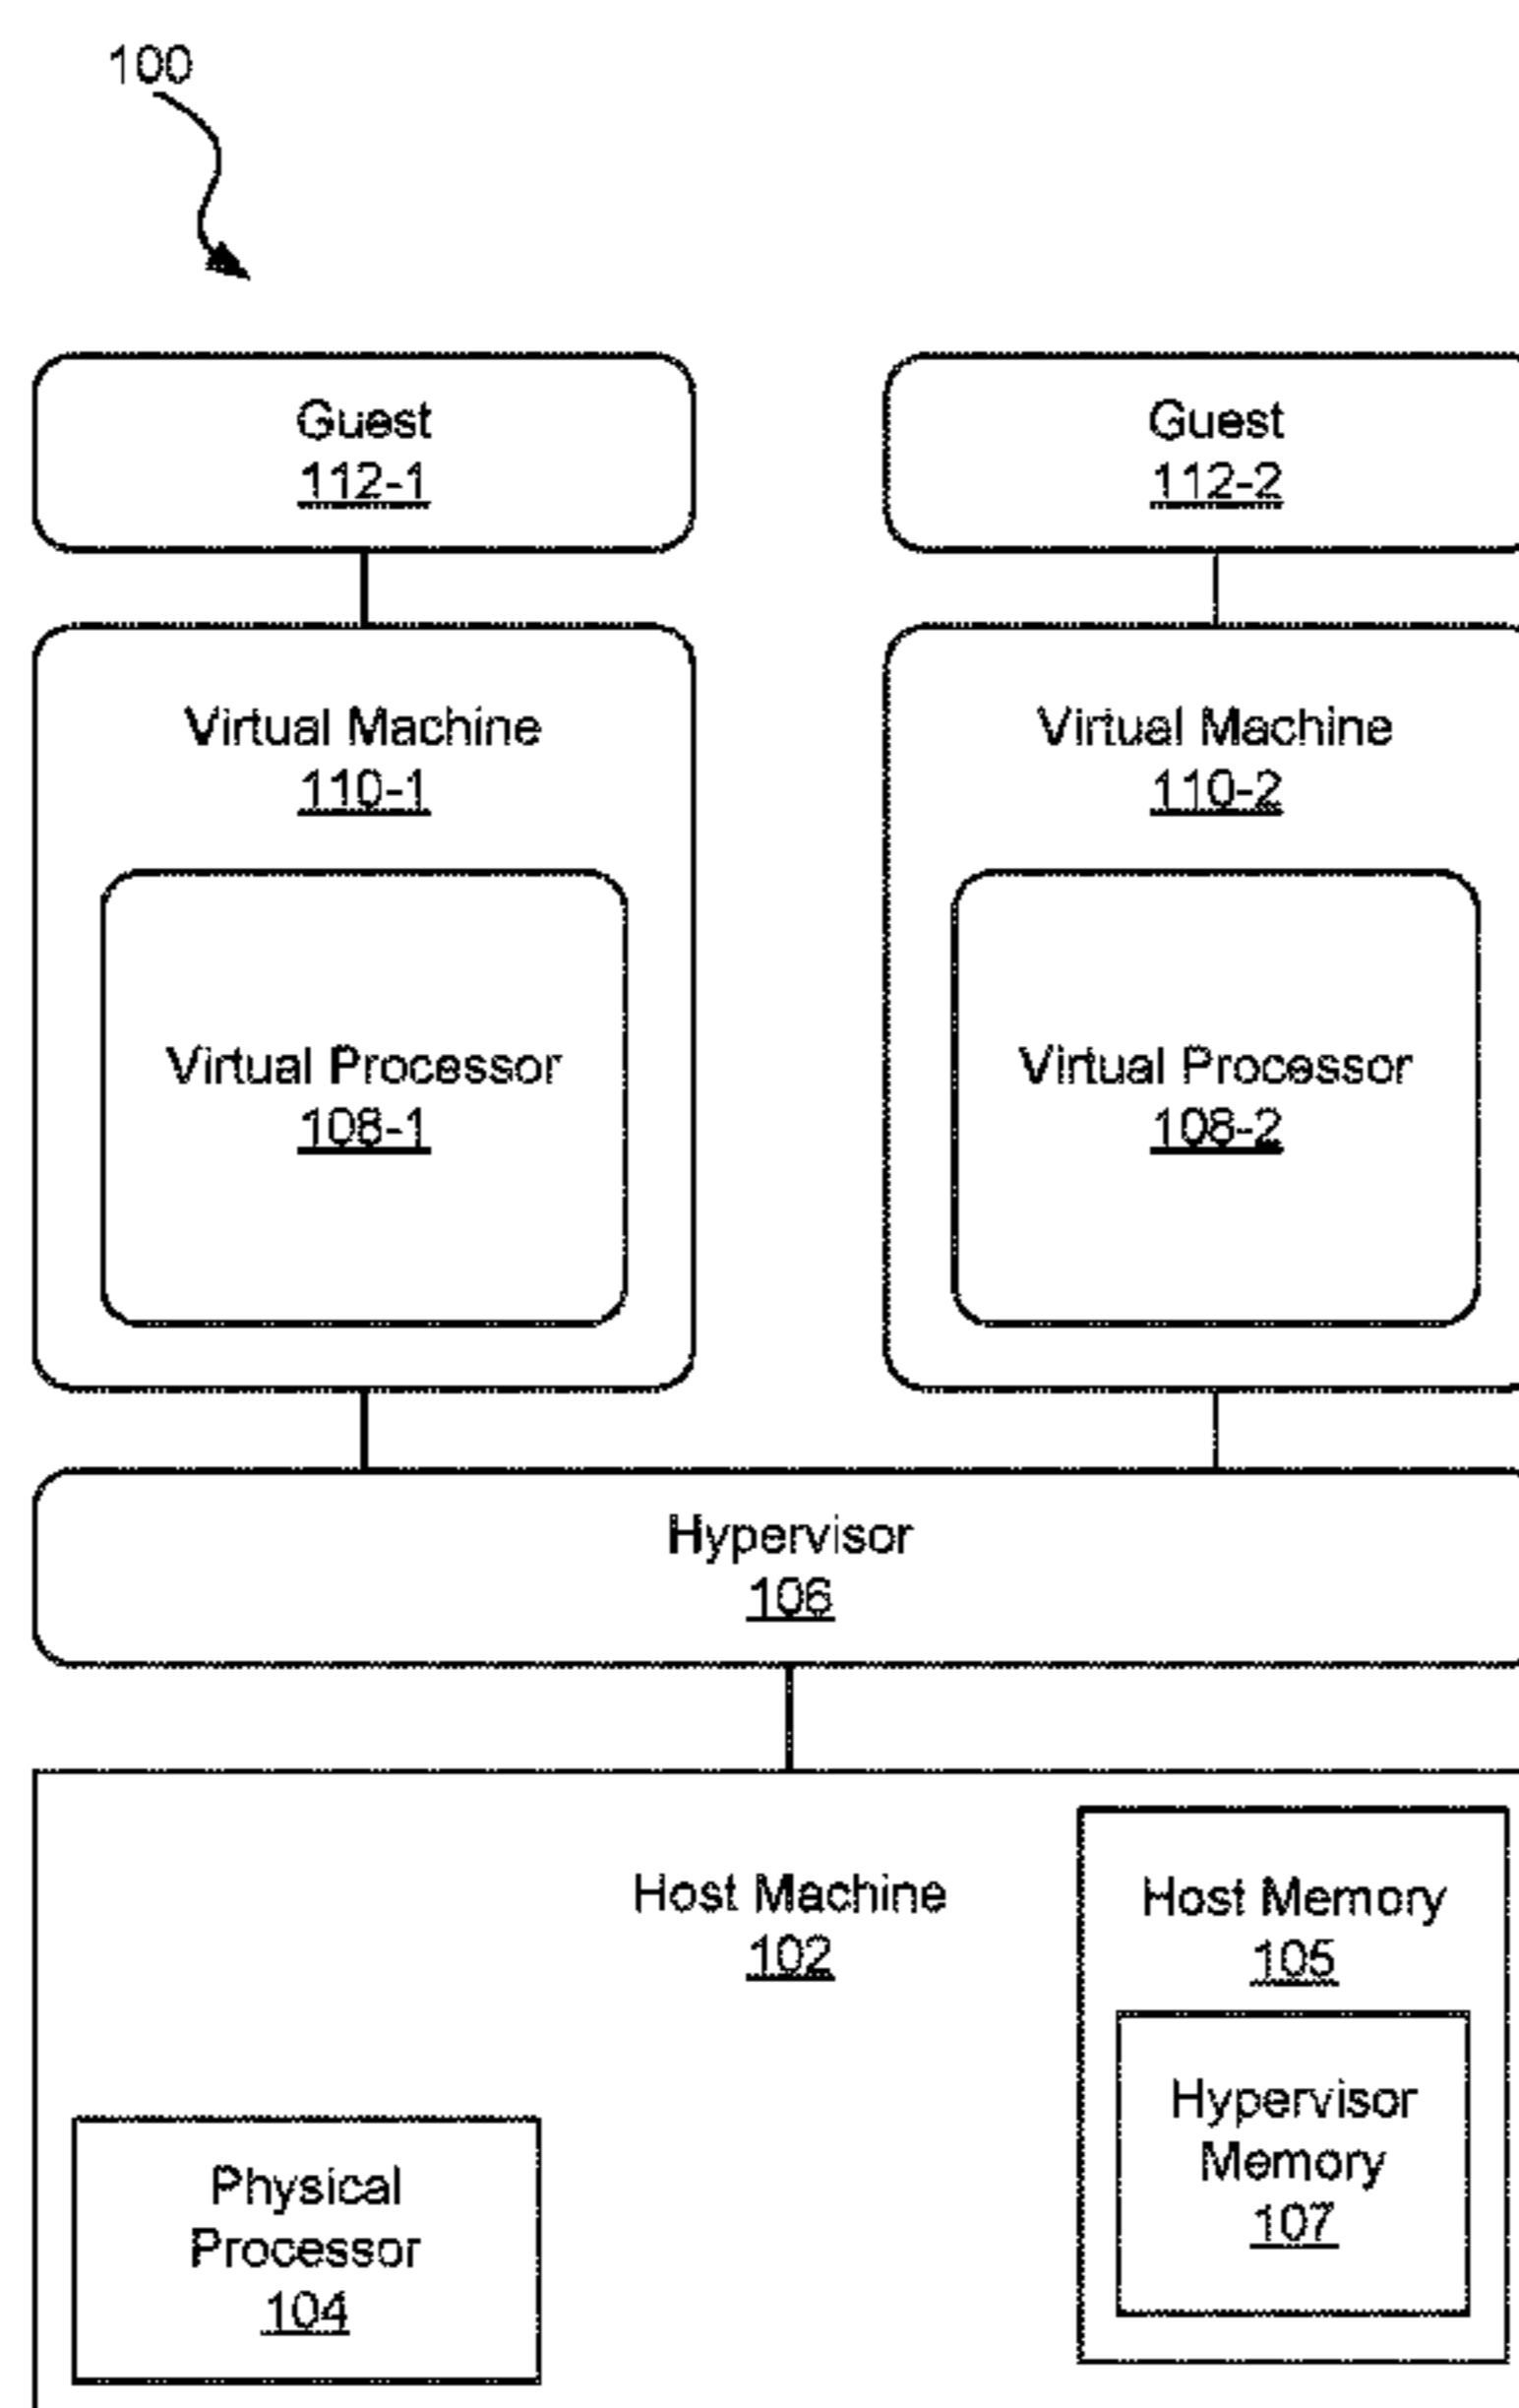 100
Guest
112-1
Guest
112-2
Virtual Machine
110-1
Virtual Machine
110-2
Virtual Processor
108-1
Virtual Processor
108-2
Hypervisor
106
Host Machine
102
Host Memory
105
Hypervisor
Memory
107
Physical
Processor
104